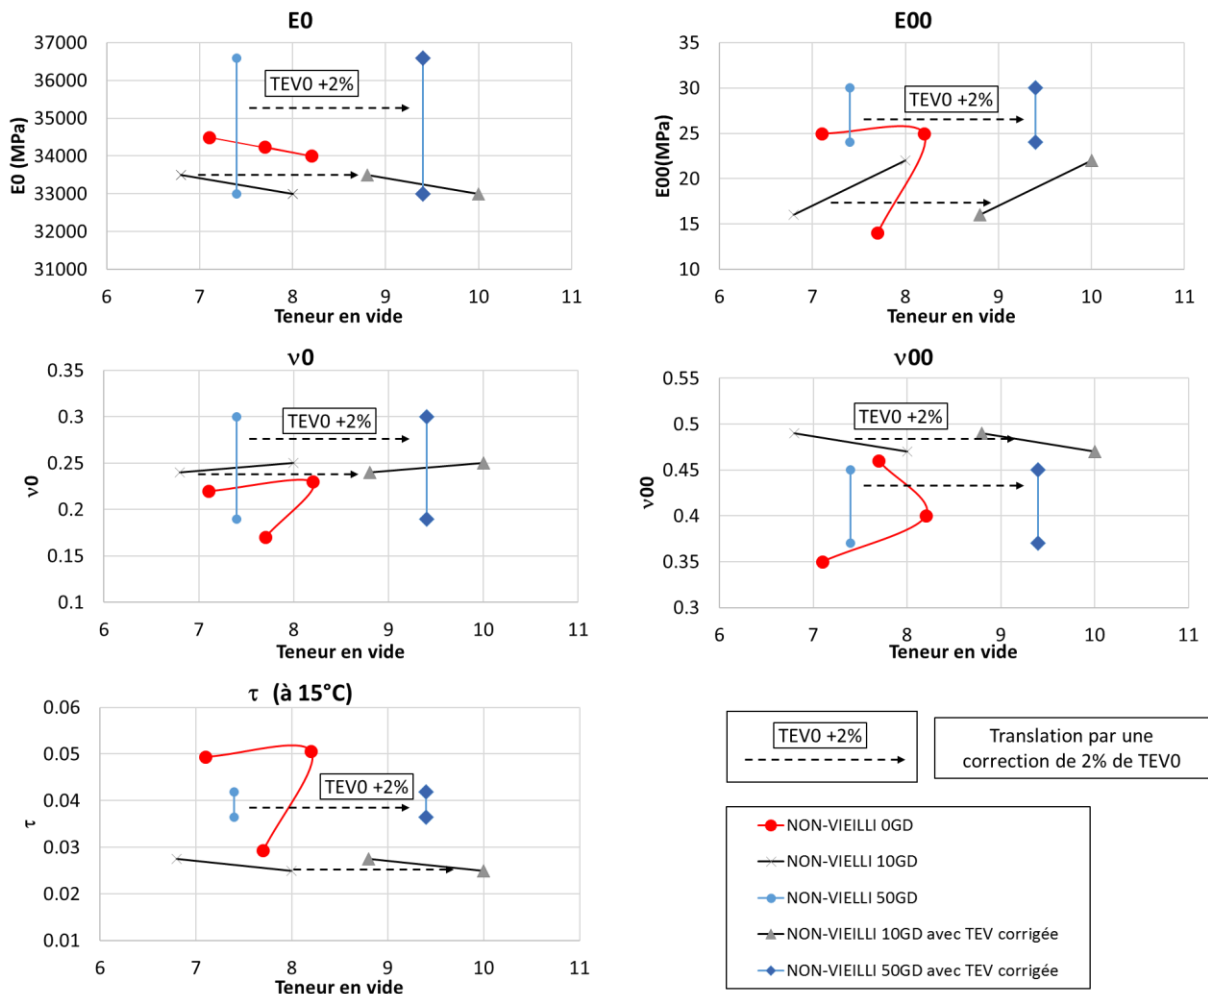 E0
37000
36000
35000
34000
33000
32000
31000
E0 (MPa)
TEV0 +2%
6 7 8 9 10 11
Teneur en vide
E00
35
30
25
20
15
10
E00(MPa)
TEV0 +2%
6 7 8 9 10 11
Teneur en vide
ν0
0.35
0.3
0.25
0.2
0.15
0.1
ν0
TEV0 +2%
6 7 8 9 10 11
Teneur en vide
ν00
0.55
0.5
0.45
0.4
0.35
0.3
ν00
TEV0 +2%
6 7 8 9 10 11
Teneur en vide
τ (à 15°C)
0.06
0.05
0.04
0.03
0.02
0.01
τ
TEV0 +2%
6 7 8 9 10 11
Teneur en vide
TEV0 +2%
Translation par une
correction de 2% de TEV0
NON-VIEILLI 0GD
NON-VIELLI 10GD
NON-VIELLI 50GD
NON-VIEILLI 10GD avec TEV corrigée
NON-VIEILLI 50GD avec TEV corrigée